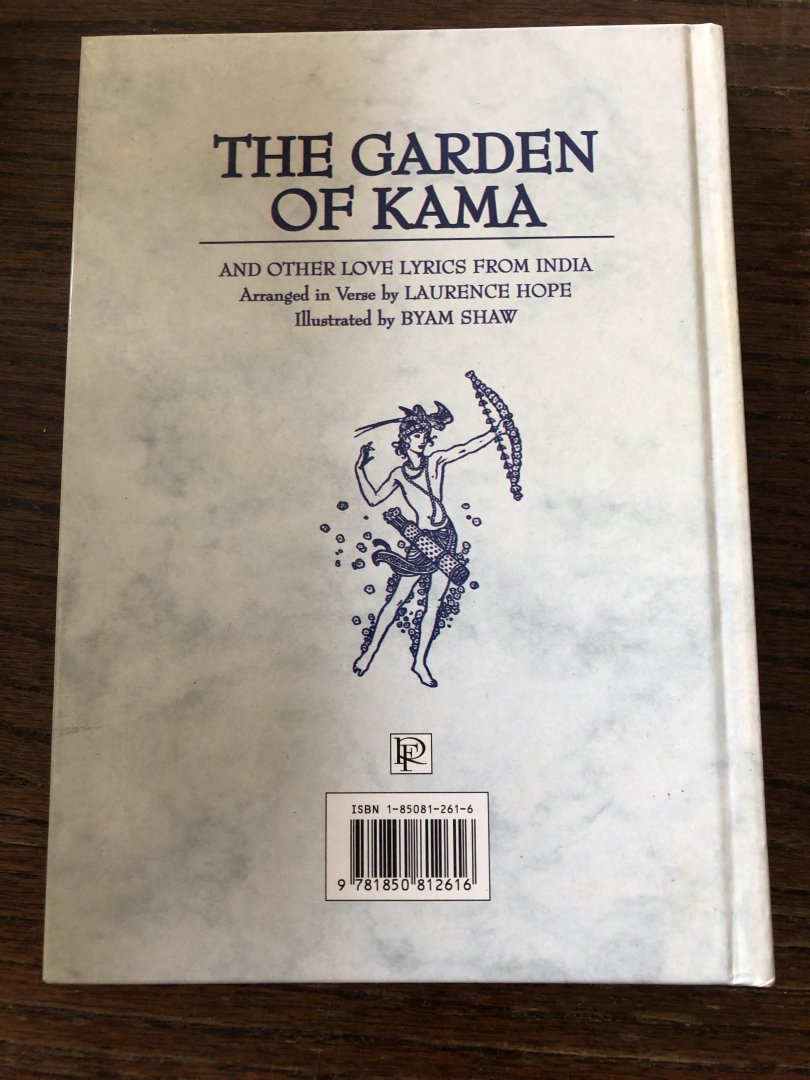 THE GARDEN
OF KAMA
AND OTHER LOVE LYRICS FROM INDIA
Arranged in Verse by LAURENCE HOPE
Illustrated by BYAM SHAW
PFR
ISBN 1-85081-261-6
9 781850 812616